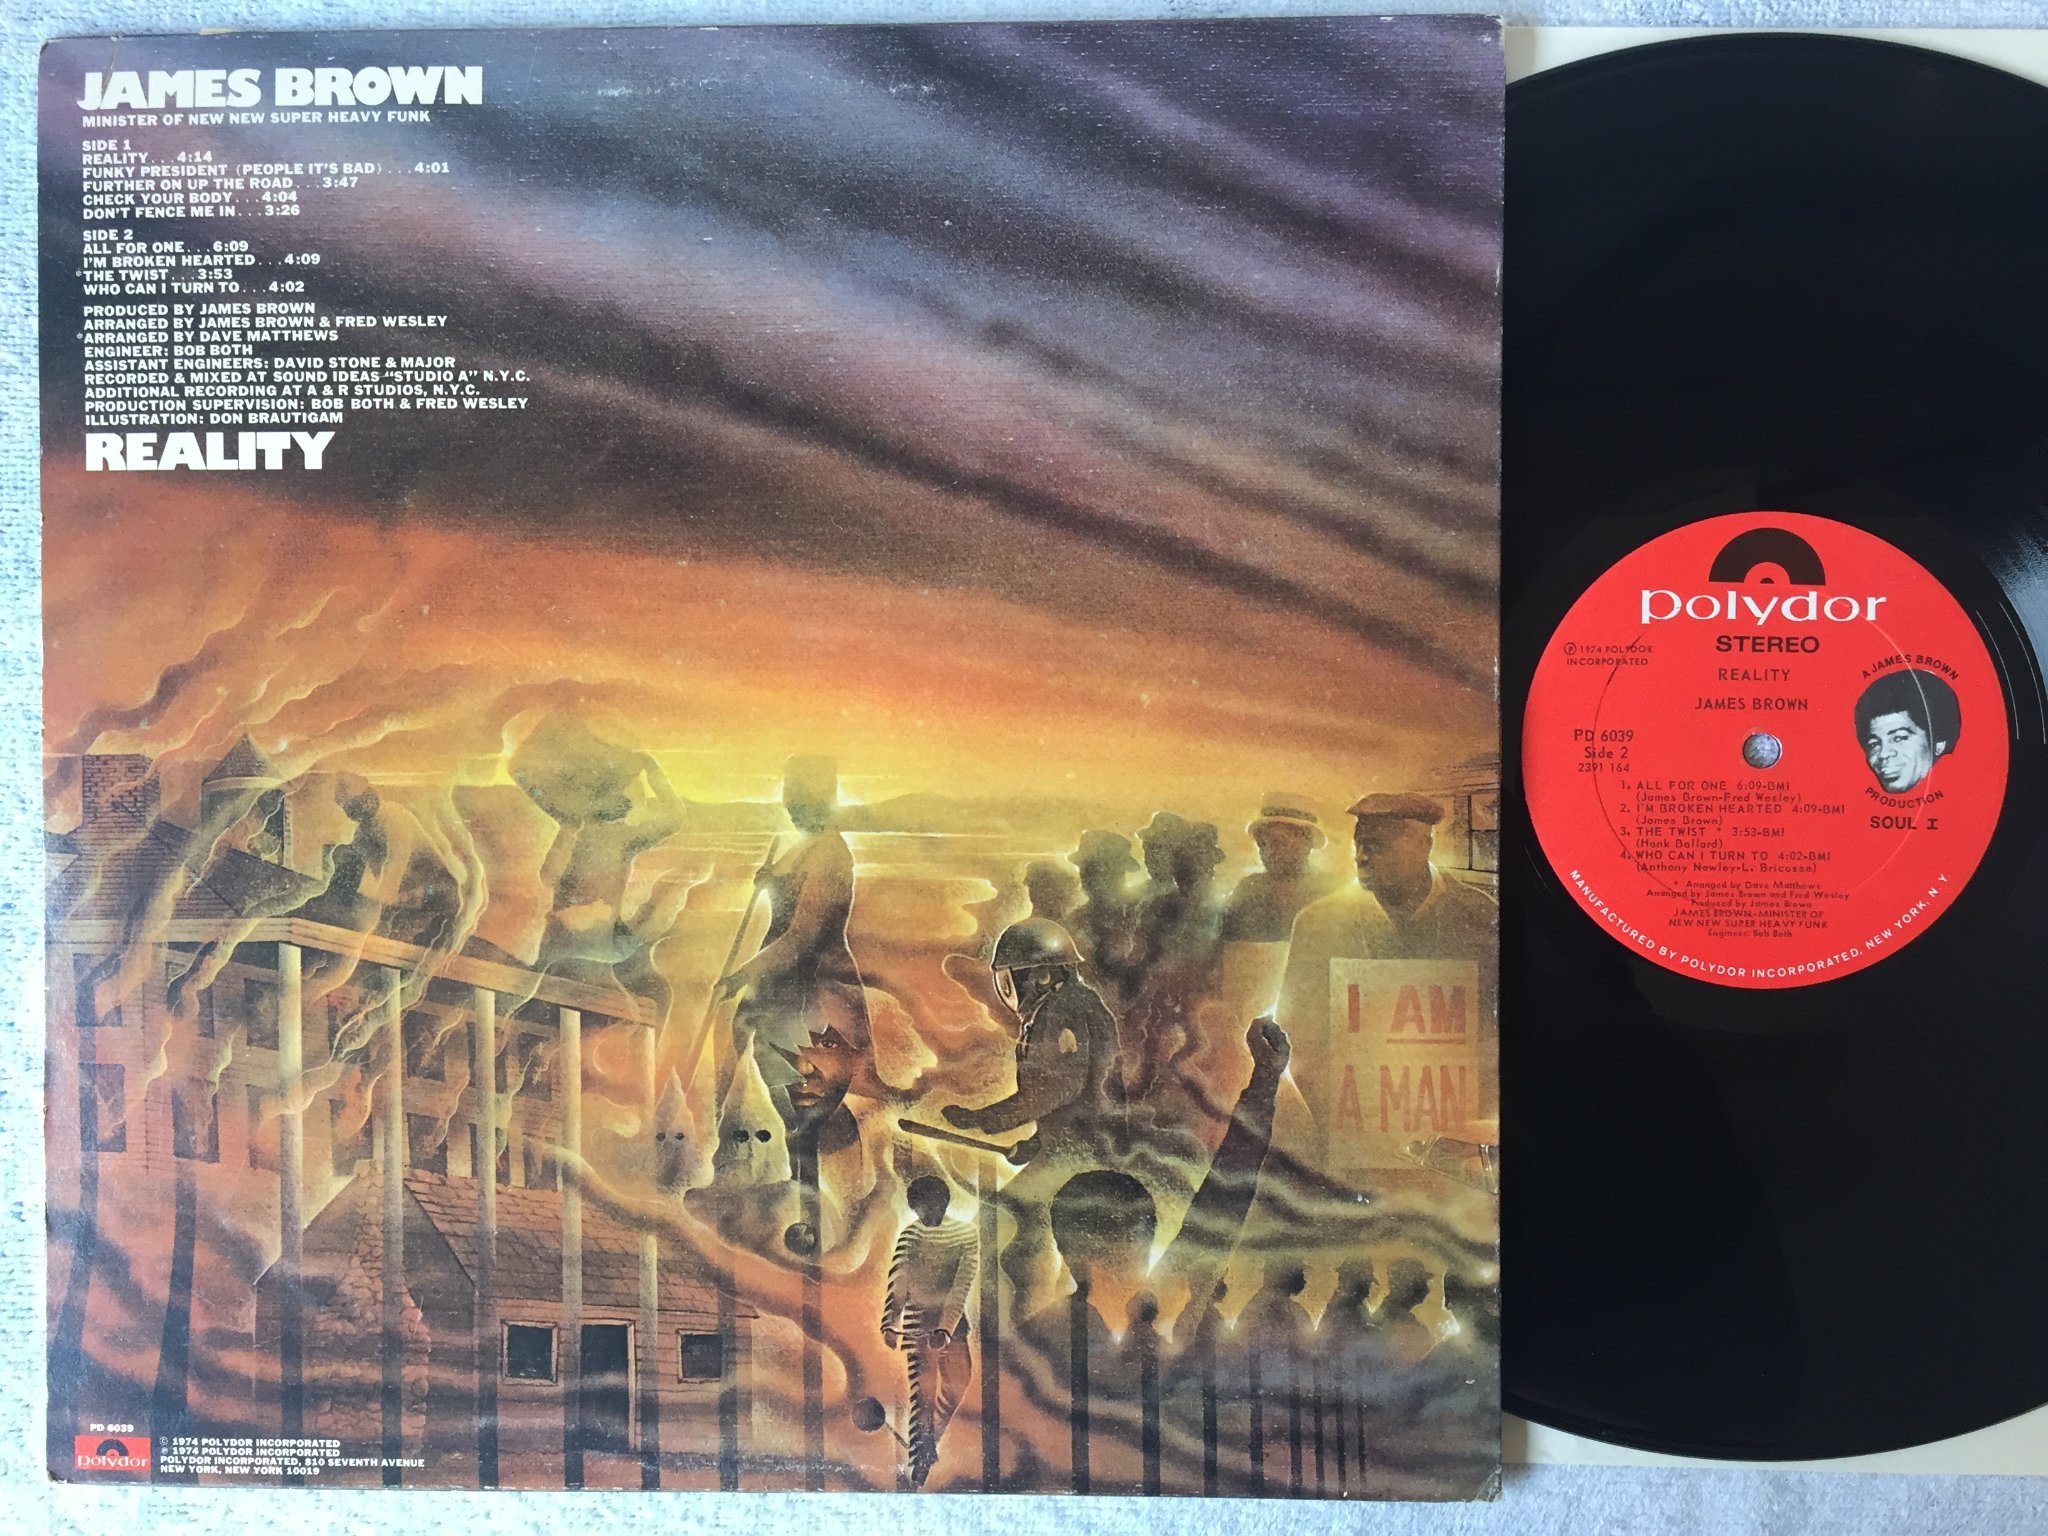 JAMES BROWN
MINISTER OF NEW NEW SUPER HEAVY FUNK
SIDE 1
REALITY...4:14
FUNKY PRESIDENT (PEOPLE IT'S BAD)...4:01
FURTHER ON UP THE ROAD...3:47
CHECK YOUR BODY...4:04
DON'T FENCE ME IN...3:26
SIDE 2
ALL FOR ONE...6:09
I'M BROKEN HEARTED...4:09
*THE TWIST...3:53
WHO CAN I TURN TO...4:02
PRODUCED BY JAMES BROWN
ARRANGED BY JAMES BROWN & FRED WESLEY
*ARRANGED BY DAVE MATTHEWS
ENGINEER: BOB BOTH
ASSISTANT ENGINEERS: DAVID STONE & MAJOR
RECORDED & MIXED AT SOUND IDEAS "STUDIO A" N.Y.C.
ADDITIONAL RECORDING AT A & R STUDIOS, N.Y.C.
PRODUCTION SUPERVISION: BOB BOTH & FRED WESLEY
ILLUSTRATION: DON BRAUTIGAM
REALITY
I AM
A MAN
PD 6039
polydor
© 1974 POLYDOR INCORPORATED
℗ 1974 POLYDOR INCORPORATED
POLYDOR INCORPORATED, 810 SEVENTH AVENUE
NEW YORK, NEW YORK 10019
polydor
STEREO
℗ 1974 POLYDOR
INCORPORATED
REALITY
JAMES BROWN
A JAMES BROWN
PRODUCTION
SOUL I
PD 6039
Side 2
2391 164
1. ALL FOR ONE 6:09-BMI
(James Brown-Fred Wesley)
2. I'M BROKEN HEARTED 4:09-BMI
(James Brown)
3. THE TWIST * 3:53-BMI
(Hank Ballard)
4. WHO CAN I TURN TO 4:02-BMI
(Anthony Newley-L. Bricusse)
* Arranged by Dave Matthews
Arranged by James Brown and Fred Wesley
Produced by James Brown
JAMES BROWN-MINISTER OF
NEW NEW SUPER HEAVY FUNK
Engineer: Bob Both
MANUFACTURED BY POLYDOR INCORPORATED, NEW YORK, N.Y.